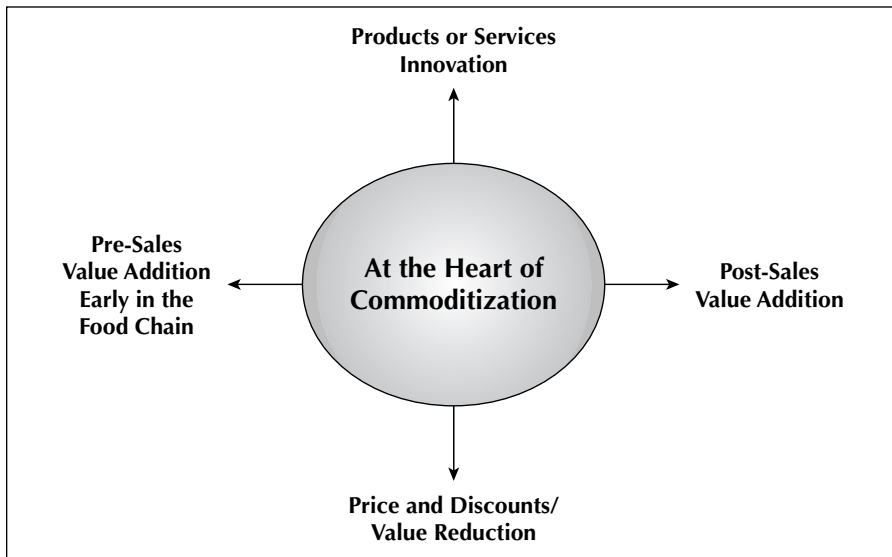 Products or Services
Innovation
Pre-Sales
Value Addition
Early in the
Food Chain
At the Heart of
Commoditization
Post-Sales
Value Addition
Price and Discounts/
Value Reduction